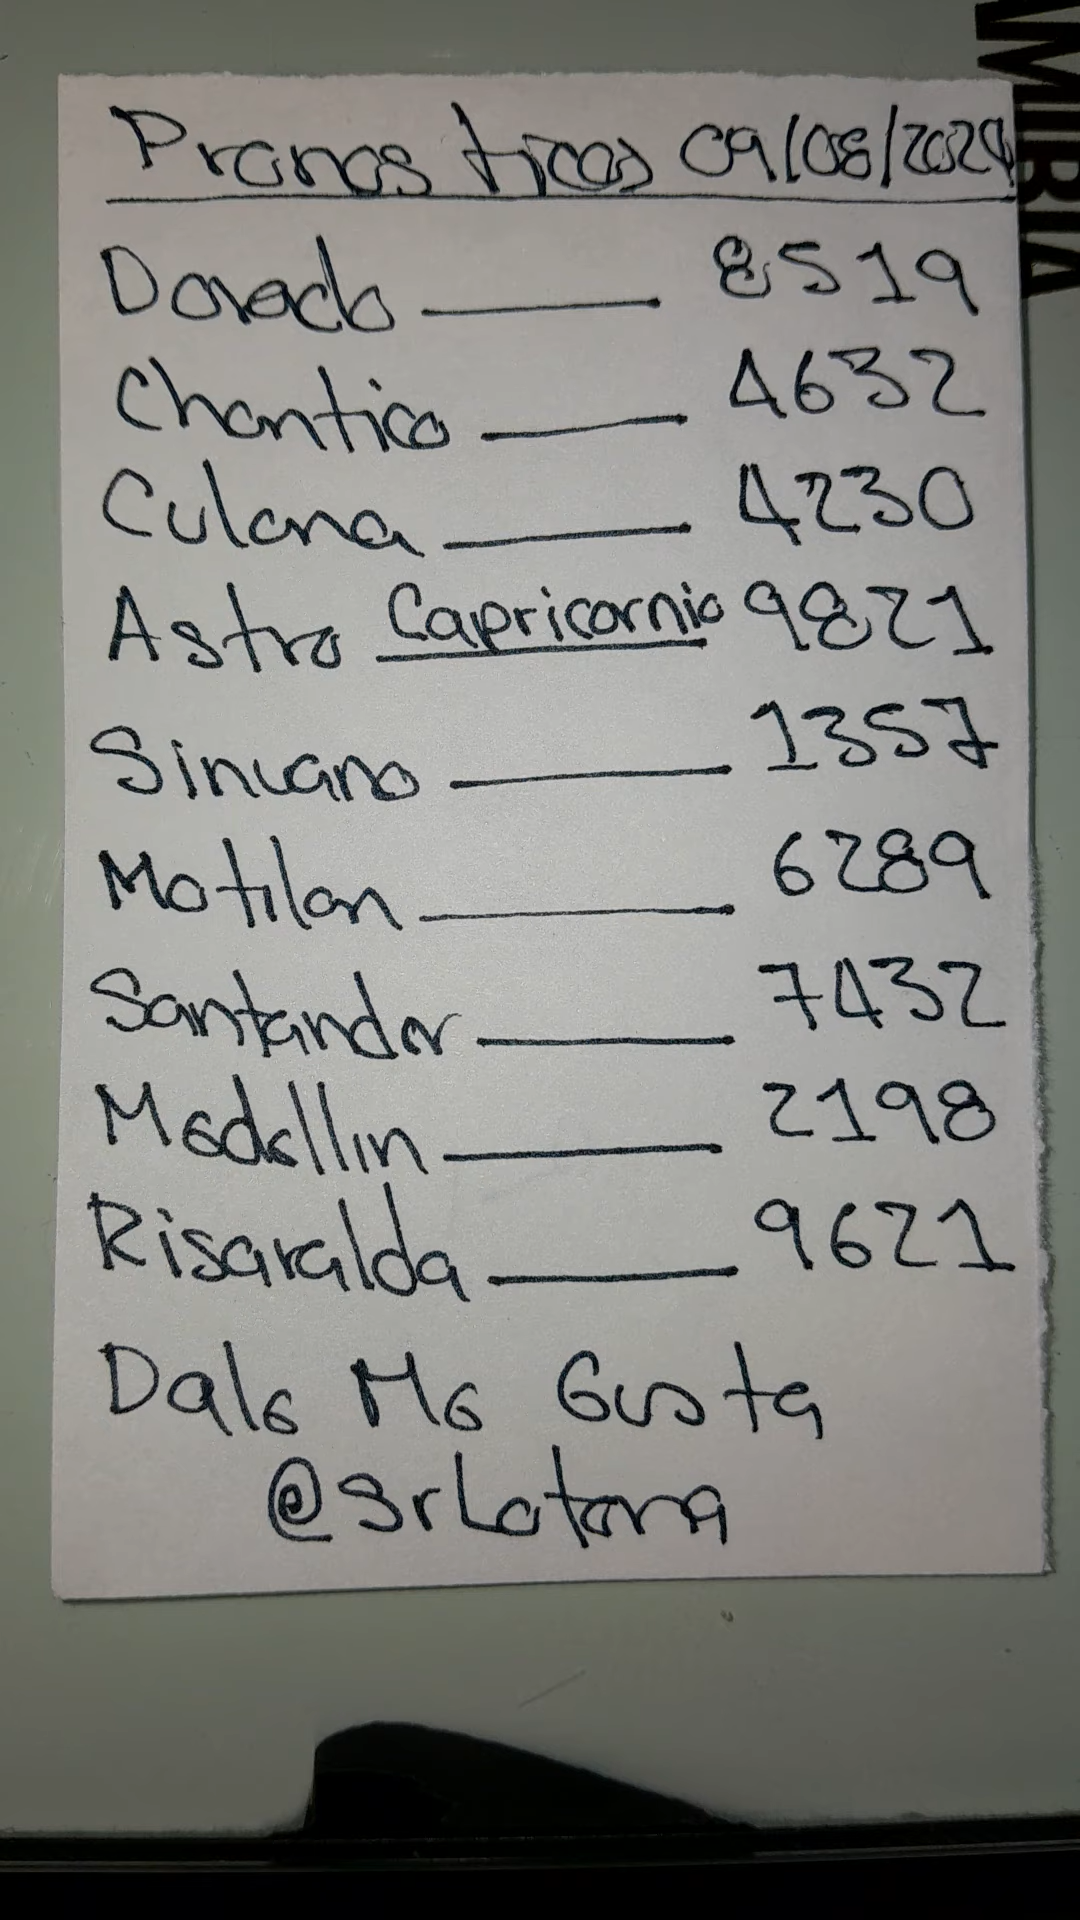 Pronosticos 09/08/2024
Dorado 8519
Chontico 4632
Culona 4230
Astro Capricornio 9821
Sinuano 1357
Motilon 6289
Santander 7432
Medellin 2198
Risaralda 9621
Dale Me Gusta
@SrLotona